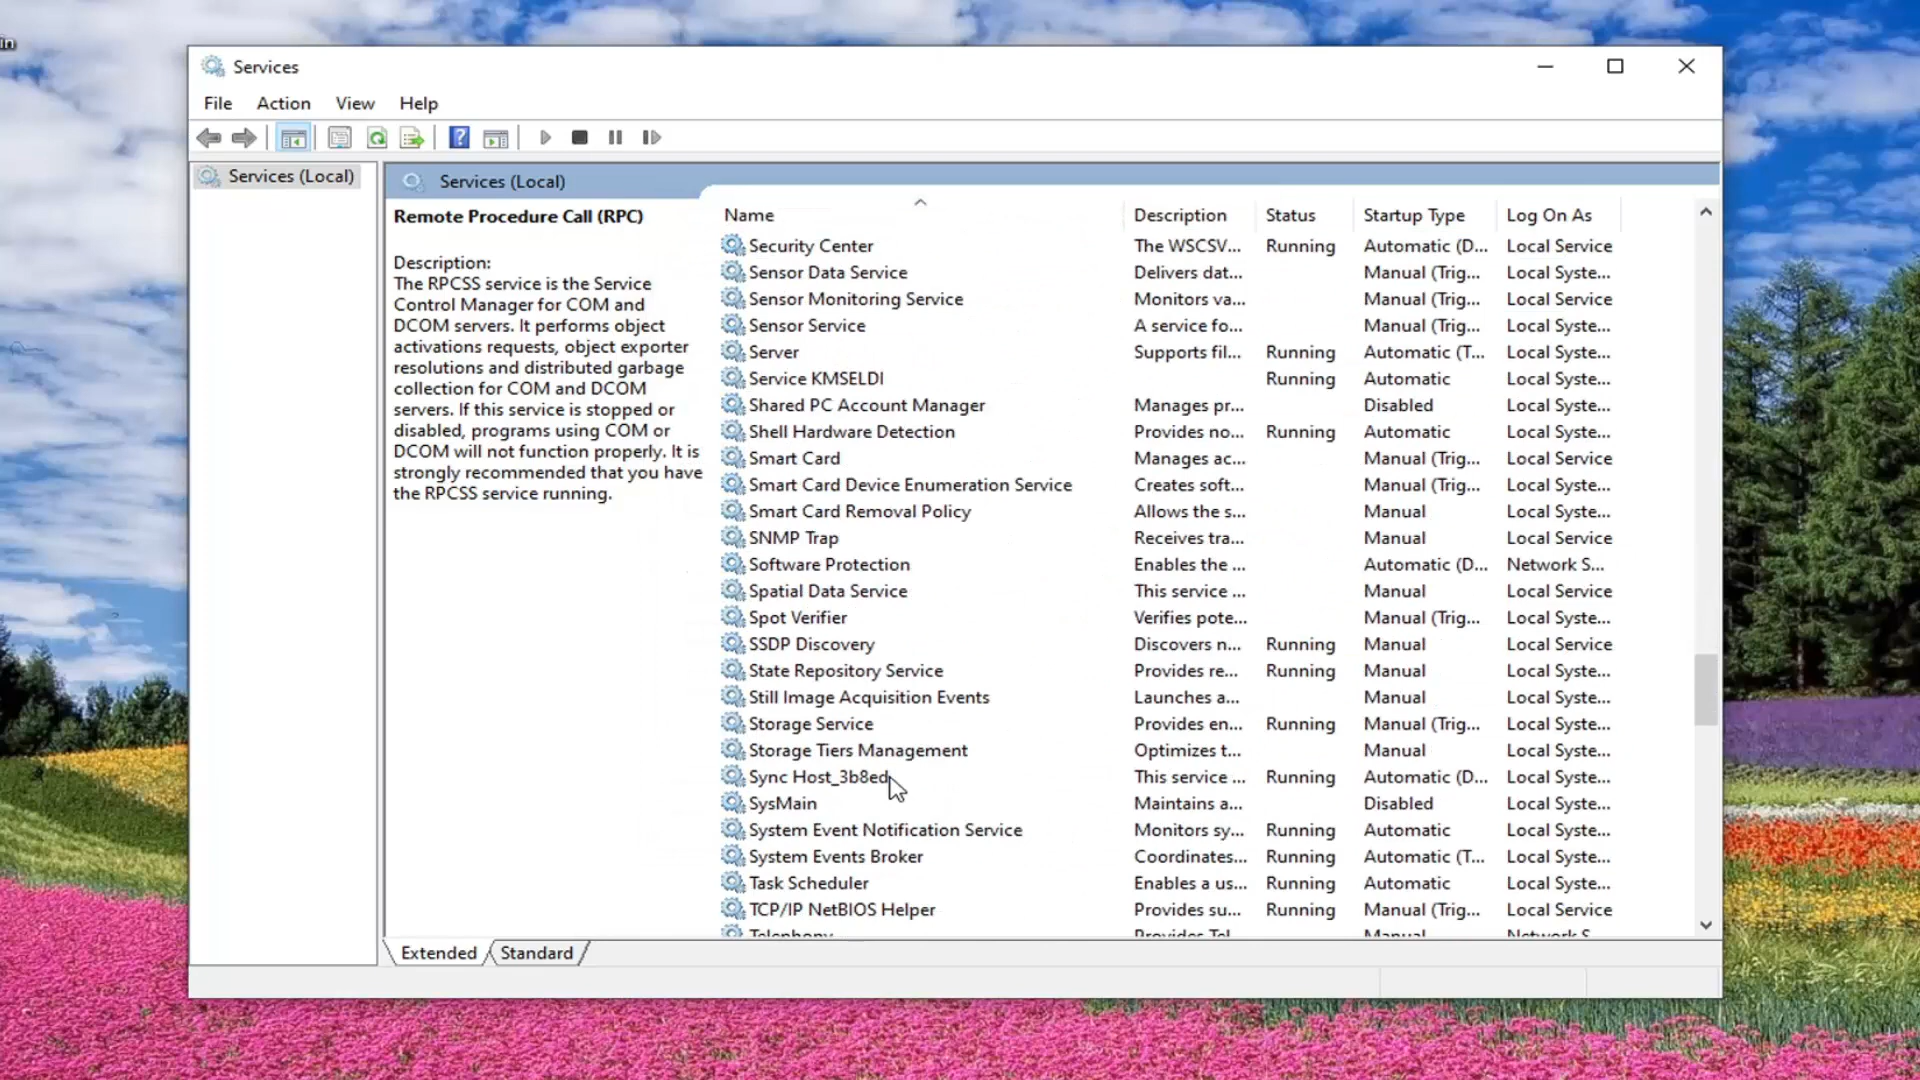 in
Services
File Action View Help
Services (Local)
Services (Local)
Remote Procedure Call (RPC)
Description:
The RPCSS service is the Service
Control Manager for COM and
DCOM servers. It performs object
activations requests, object exporter
resolutions and distributed garbage
collection for COM and DCOM
servers. If this service is stopped or
disabled, programs using COM or
DCOM will not function properly. It is
strongly recommended that you have
the RPCSS service running.
Name Description Status Startup Type Log On As
Security Center The WSCSV... Running Automatic (D... Local Service
Sensor Data Service Delivers dat... Manual (Trig... Local Syste...
Sensor Monitoring Service Monitors va... Manual (Trig... Local Service
Sensor Service A service fo... Manual (Trig... Local Syste...
Server Supports fil... Running Automatic (T... Local Syste...
Service KMSELDI Running Automatic Local Syste...
Shared PC Account Manager Manages pr... Disabled Local Syste...
Shell Hardware Detection Provides no... Running Automatic Local Syste...
Smart Card Manages ac... Manual (Trig... Local Service
Smart Card Device Enumeration Service Creates soft... Manual (Trig... Local Syste...
Smart Card Removal Policy Allows the s... Manual Local Syste...
SNMP Trap Receives tra... Manual Local Service
Software Protection Enables the ... Automatic (D... Network S...
Spatial Data Service This service ... Manual Local Service
Spot Verifier Verifies pote... Manual (Trig... Local Syste...
SSDP Discovery Discovers n... Running Manual Local Service
State Repository Service Provides re... Running Manual Local Syste...
Still Image Acquisition Events Launches a... Manual Local Syste...
Storage Service Provides en... Running Manual (Trig... Local Syste...
Storage Tiers Management Optimizes t... Manual Local Syste...
Sync Host_3b8ed This service ... Running Automatic (D... Local Syste...
SysMain Maintains a... Disabled Local Syste...
System Event Notification Service Monitors sy... Running Automatic Local Syste...
System Events Broker Coordinates... Running Automatic (T... Local Syste...
Task Scheduler Enables a us... Running Automatic Local Syste...
TCP/IP NetBIOS Helper Provides su... Running Manual (Trig... Local Service
Telephony Provides Tel... Manual Network S...
Extended Standard